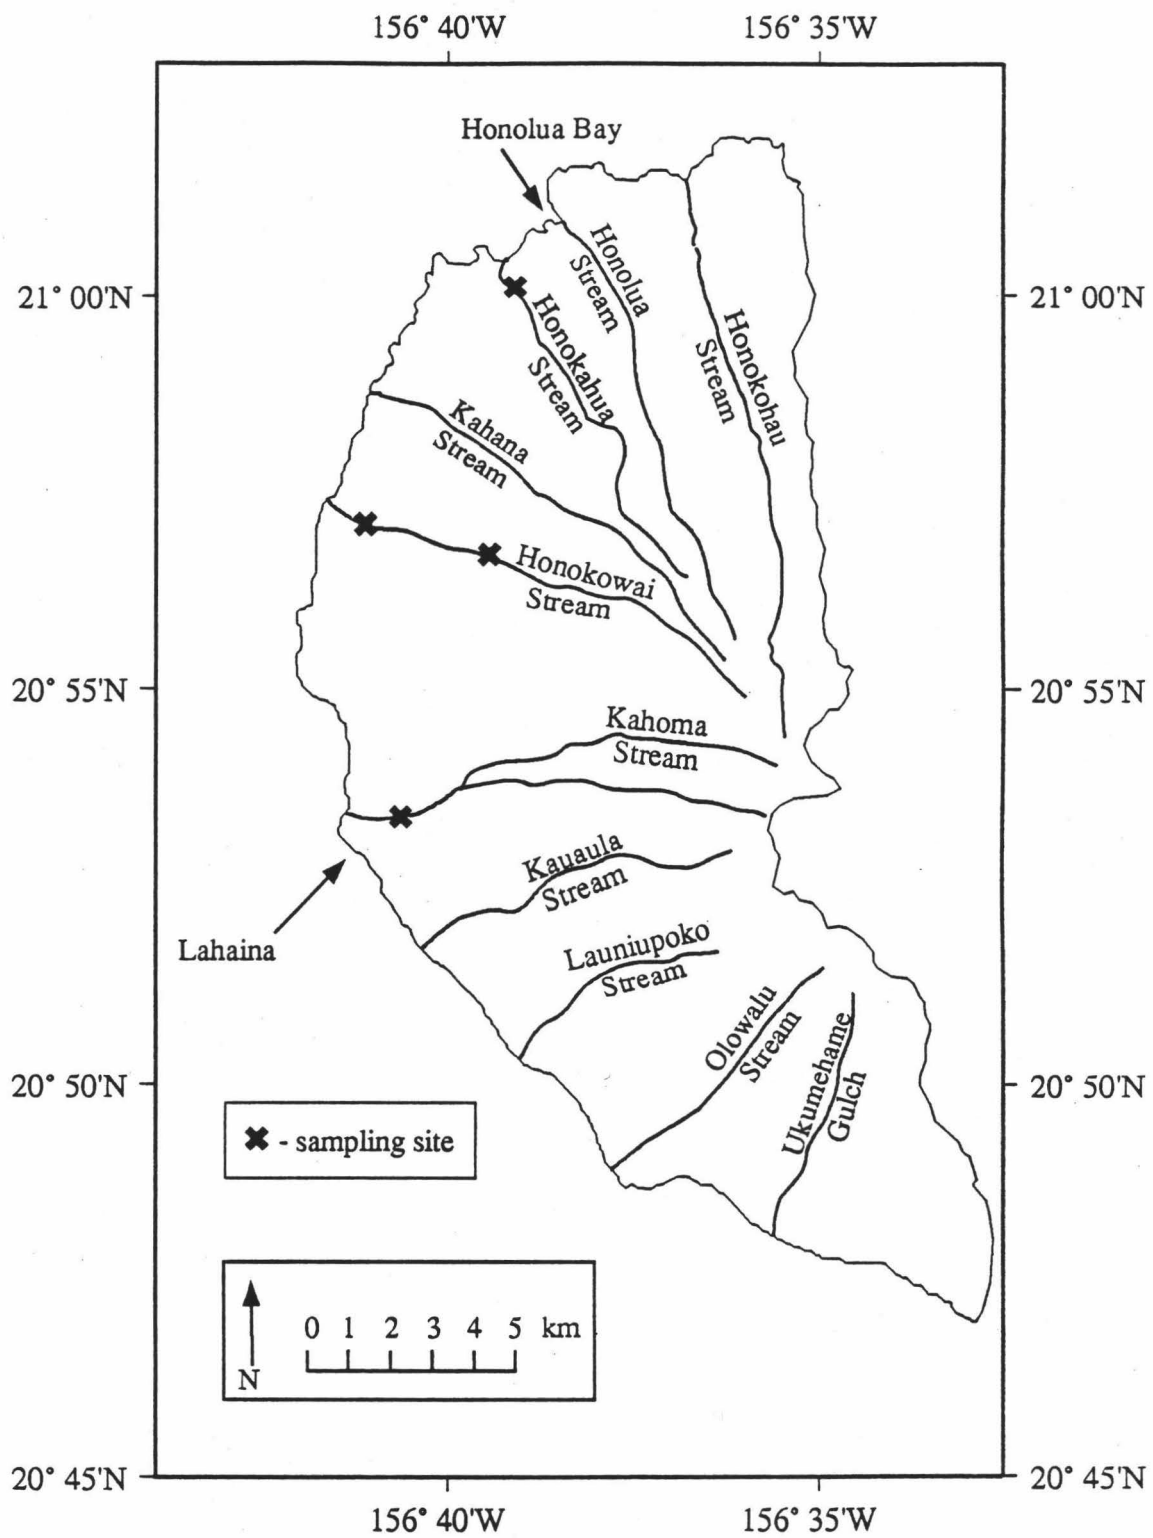 156° 40'W
156° 35'W
Honolua Bay
Honolua
Stream
21° 00'N
21° 00'N
Honokahua
Stream
Honokohau
Stream
Kahana
Stream
Honokowai
Stream
20° 55'N
20° 55'N
Kahoma
Stream
Kauaula
Stream
Lahaina
Launiupoko
Stream
Olowalu
Stream
Ukumehame
Gulch
20° 50'N
20° 50'N
- sampling site
0 1 2 3 4 5 km
N
20° 45'N
20° 45'N
156° 40'W
156° 35'W